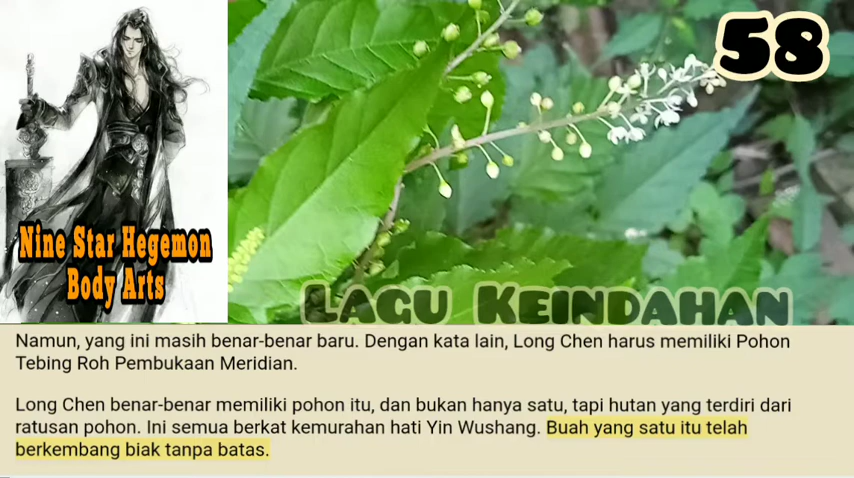 58
Nine Star Hegemon
Body Arts
Lagu Keindahan
Namun, yang ini masih benar-benar baru. Dengan kata lain, Long Chen harus memiliki Pohon
Tebing Roh Pembukaan Meridian.
Long Chen benar-benar memiliki pohon itu, dan bukan hanya satu, tapi hutan yang terdiri dari
ratusan pohon. Ini semua berkat kemurahan hati Yin Wushang. Buah yang satu itu telah
berkembang biak tanpa batas.